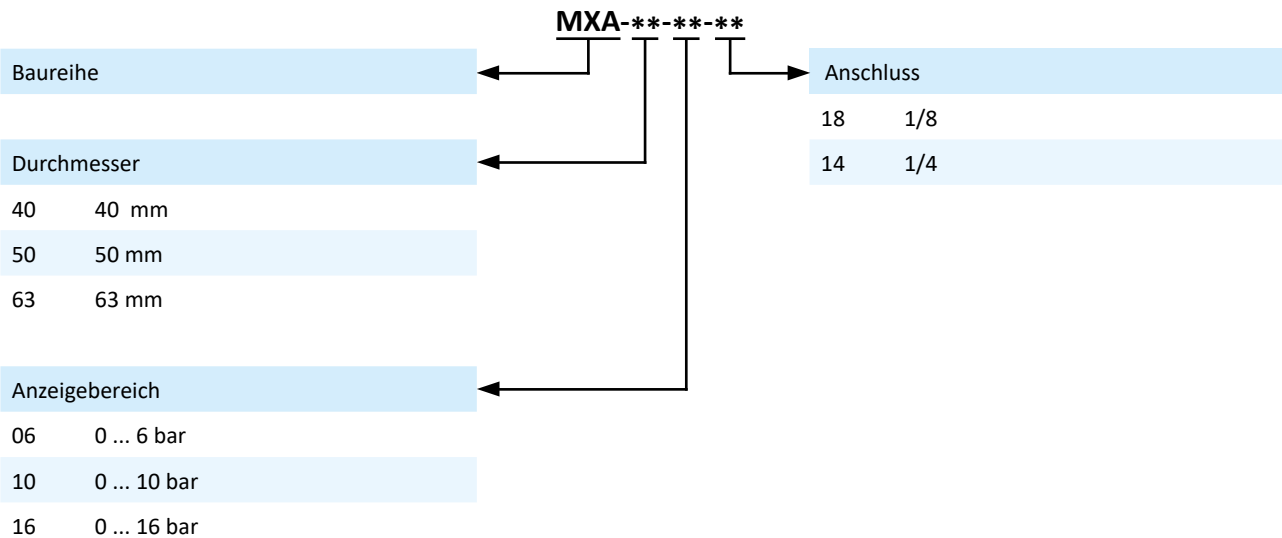 MXA-**-**-**
Baureihe
Durchmesser
40 40 mm
50 50 mm
63 63 mm
Anzeigebereich
06 0 ... 6 bar
10 0 ... 10 bar
16 0 ... 16 bar
Anschluss
18 1/8
14 1/4